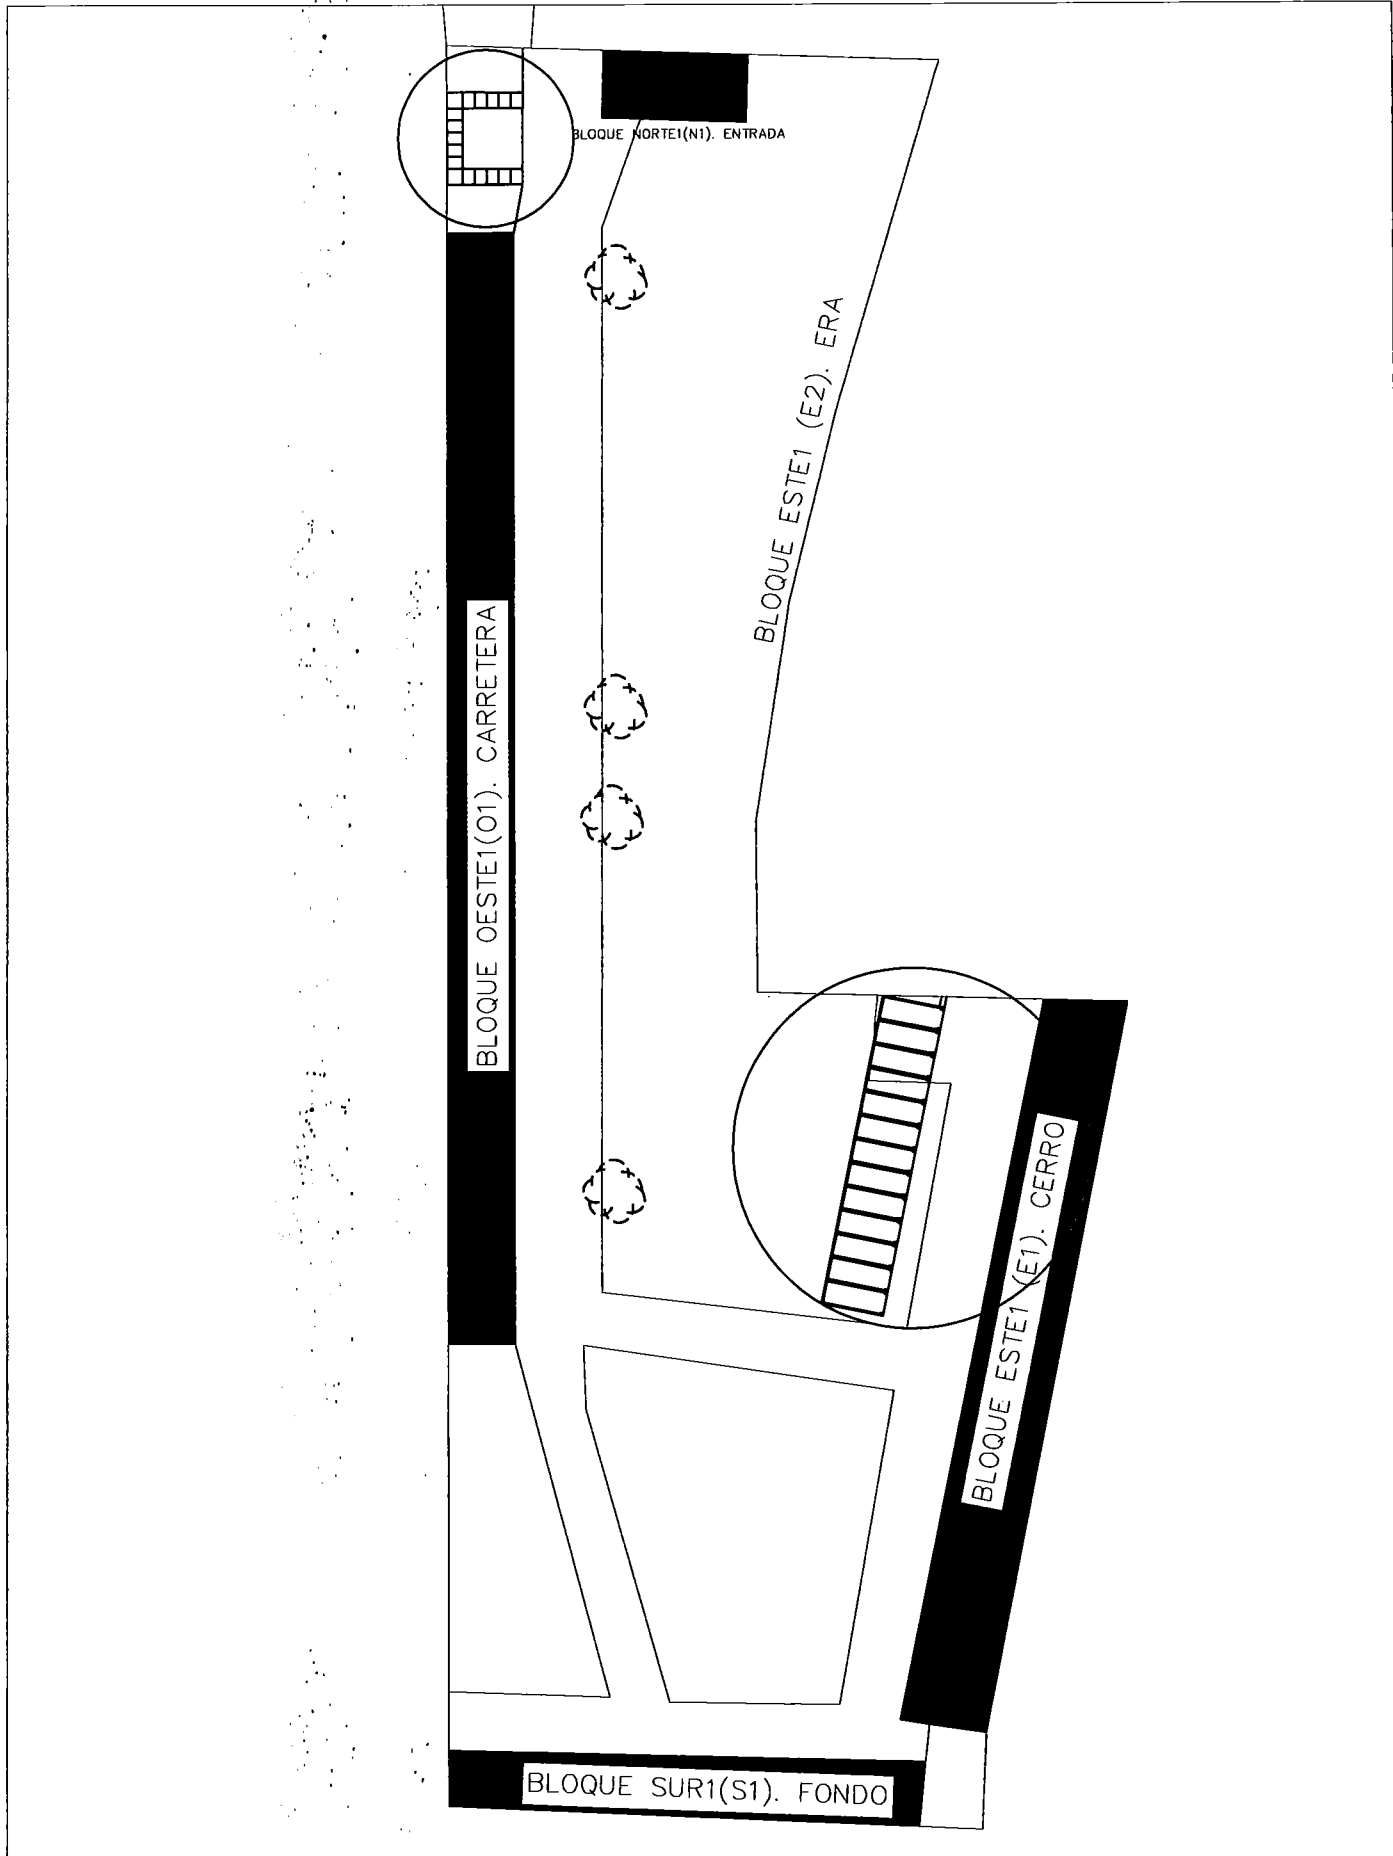 BLOQUE NORTE1(N1). ENTRADA
BLOQUE ESTE1 (E2). ERA
BLOQUE OESTE1(O1). CARRETERA
BLOQUE ESTE1 (E1). CERRO
BLOQUE SUR1(S1). FONDO